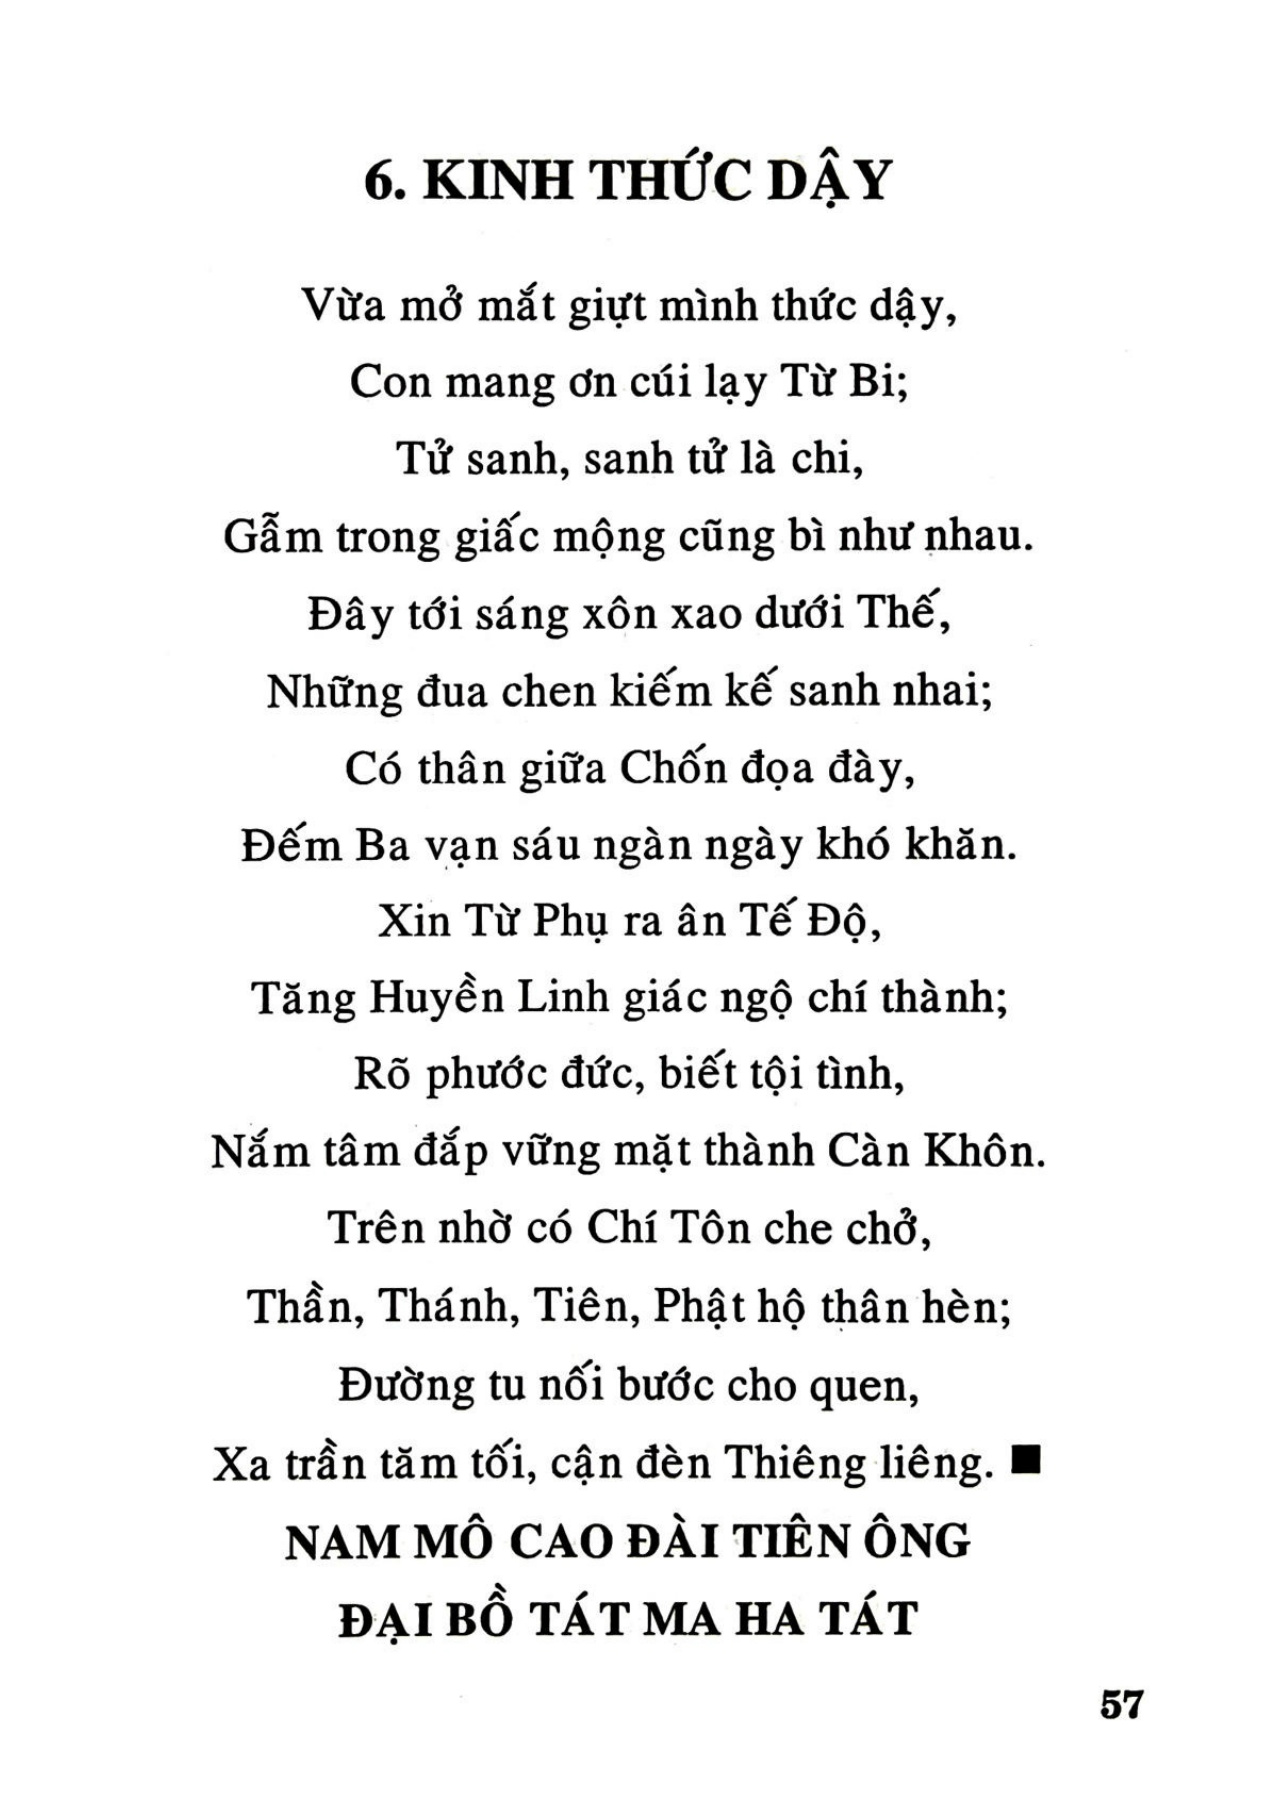 6. KINH THỨC DẬY
Vừa mở mắt giựt mình thức dậy,
Con mang ơn cúi lạy Từ Bi;
Tử sanh, sanh tử là chi,
Gẫm trong giấc mộng cũng bì như nhau.
Đây tới sáng xôn xao dưới Thế,
Những đua chen kiếm kế sanh nhai;
Có thân giữa Chốn đọa đày,
Đếm Ba vạn sáu ngàn ngày khó khăn.
Xin Từ Phụ ra ân Tế Độ,
Tăng Huyền Linh giác ngộ chí thành;
Rõ phước đức, biết tội tình,
Nắm tâm đắp vững mặt thành Càn Khôn.
Trên nhờ có Chí Tôn che chở,
Thần, Thánh, Tiên, Phật hộ thân hèn;
Đường tu nối bước cho quen,
Xa trần tăm tối, cận đèn Thiêng liêng. ■
NAM MÔ CAO ĐÀI TIÊN ÔNG
ĐẠI BỒ TÁT MA HA TÁT
57